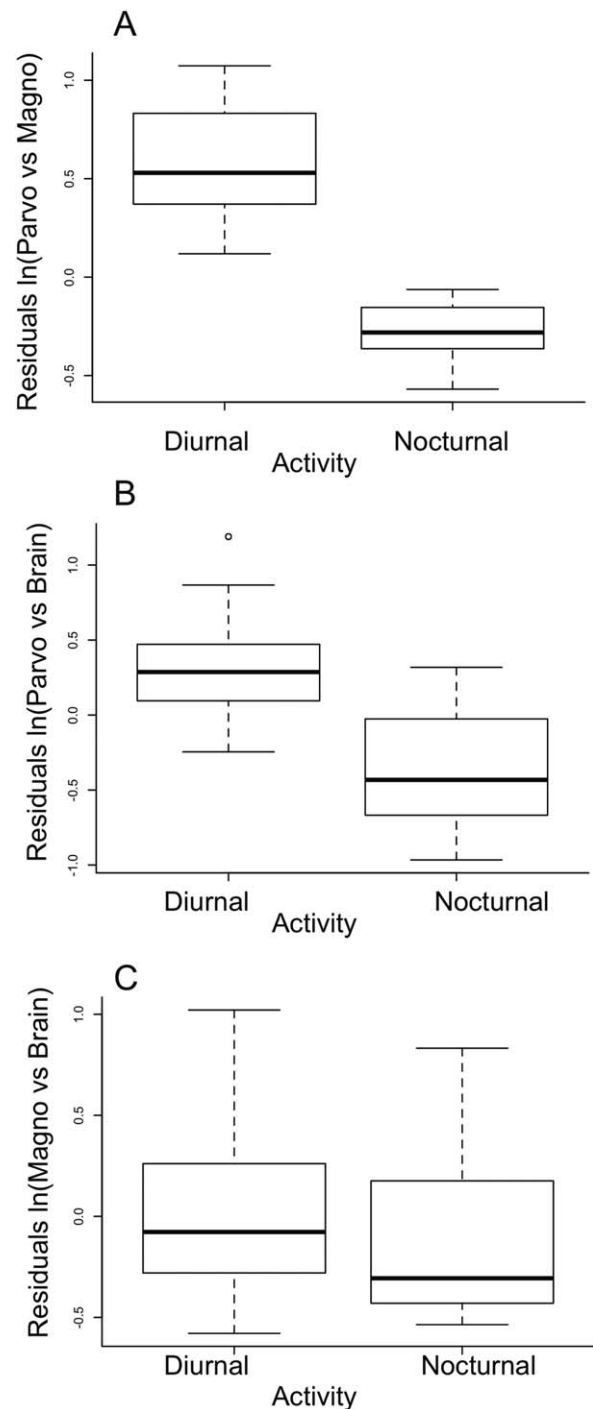 A
Residuals ln(Parvo vs Magno)
1.0
0.5
0.0
-0.5
Diurnal Nocturnal
Activity
B
Residuals ln(Parvo vs Brain)
1.0
0.5
0.0
-0.5
-1.0
Diurnal Nocturnal
Activity
C
Residuals ln(Magno vs Brain)
1.0
0.5
0.0
-0.5
Diurnal Nocturnal
Activity